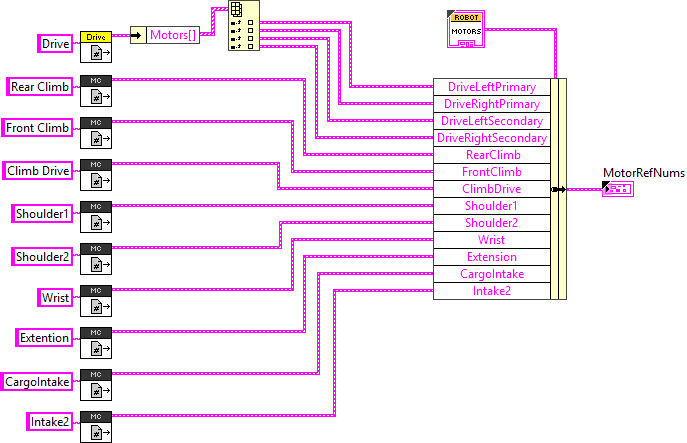 Drive
Drive
Motors[]
ROBOT
MOTORS
Rear Climb
MC
Front Climb
MC
Climb Drive
MC
Shoulder1
MC
Shoulder2
MC
Wrist
MC
Extention
MC
CargoIntake
MC
Intake2
MC
DriveLeftPrimary
DriveRightPrimary
DriveLeftSecondary
DriveRightSecondary
RearClimb
FrontClimb
ClimbDrive
Shoulder1
Shoulder2
Wrist
Extension
CargoIntake
Intake2
MotorRefNums